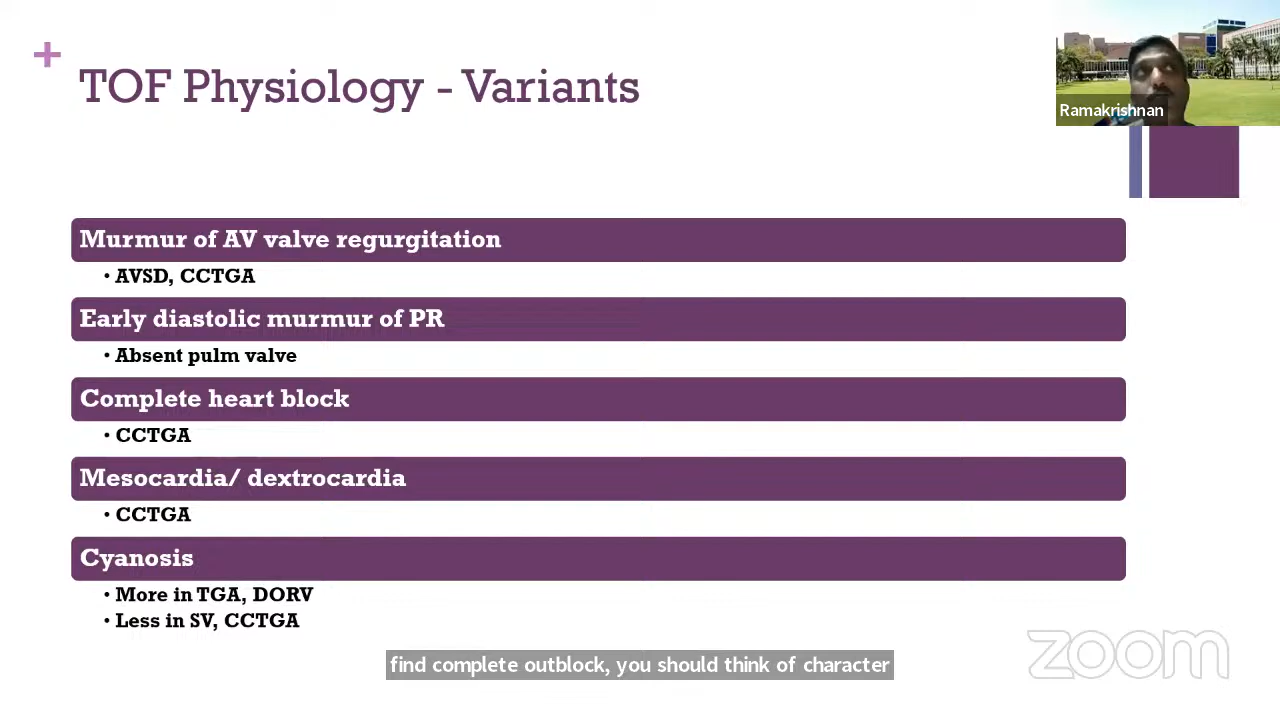 +
TOF Physiology - Variants
Ramakrishnan
Murmur of AV valve regurgitation
• AVSD, CCTGA
Early diastolic murmur of PR
• Absent pulm valve
Complete heart block
• CCTGA
Mesocardia/ dextrocardia
• CCTGA
Cyanosis
• More in TGA, DORV
• Less in SV, CCTGA
find complete outblock, you should think of character
zoom